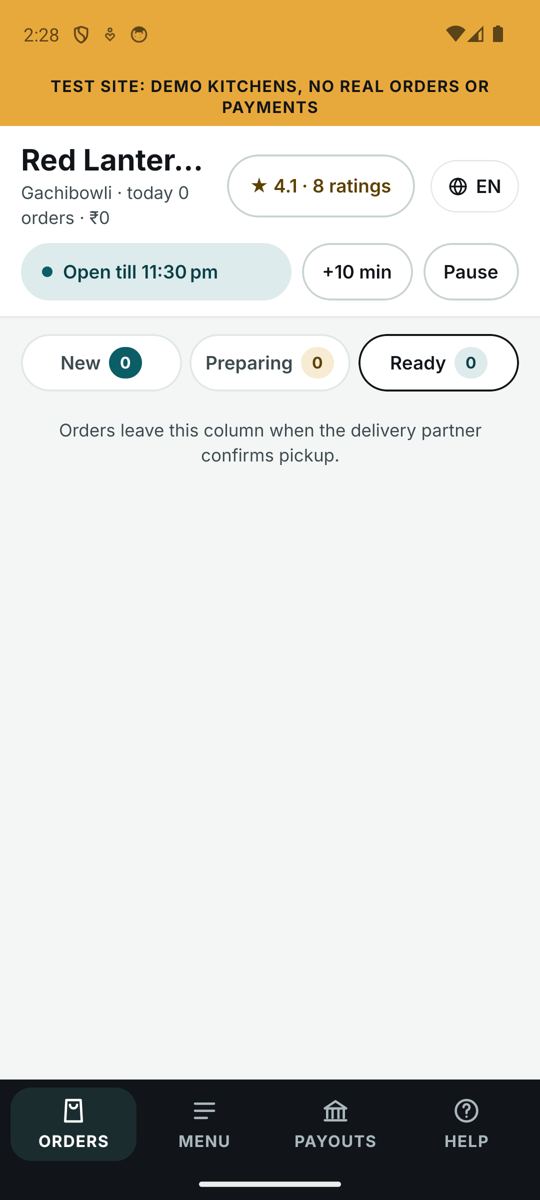 2:28
TEST SITE: DEMO KITCHENS, NO REAL ORDERS OR
PAYMENTS
Red Lanter...
★ 4.1 · 8 ratings
EN
Gachibowli · today 0
orders · ₹0
Open till 11:30 pm
+10 min
Pause
New 0
Preparing 0
Ready 0
Orders leave this column when the delivery partner
confirms pickup.
ORDERS
MENU
PAYOUTS
HELP